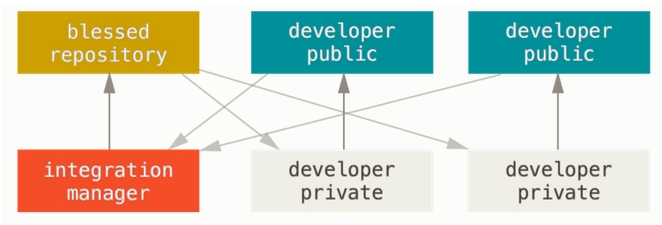 blessed
repository
developer
public
developer
public
integration
manager
developer
private
developer
private